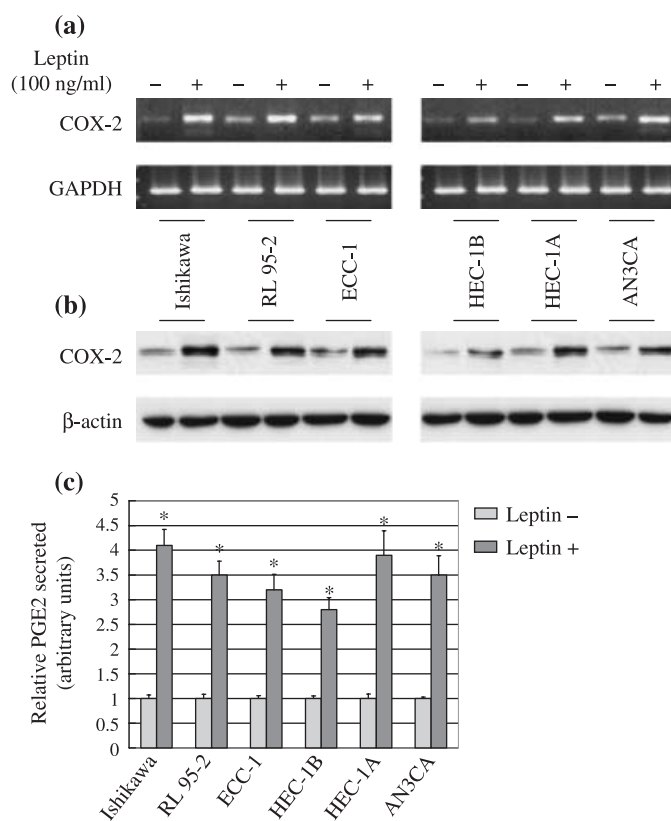 (a)
Leptin
(100 ng/ml)
– + – + – + – + – + – +
COX-2
GAPDH
Ishikawa
RL 95-2
ECC-1
HEC-1B
HEC-1A
AN3CA
(b)
COX-2
β-actin
(c)
Relative PGE2 secreted
(arbitrary units)
5
4.5
4
3.5
3
2.5
2
1.5
1
0.5
0
* * * * * *
Leptin –
Leptin +
Ishikawa
RL 95-2
ECC-1
HEC-1B
HEC-1A
AN3CA